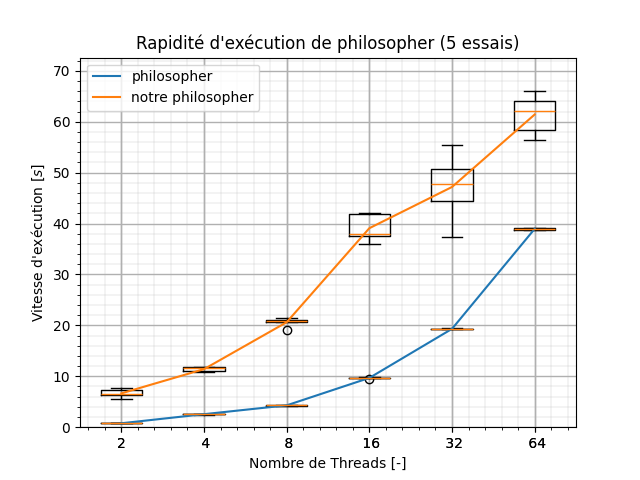 Rapidité d'exécution de philosopher (5 essais)
philosopher
notre philosopher
Vitesse d'exécution [s]
70
60
50
40
30
20
10
0
2 4 8 16 32 64
Nombre de Threads [-]